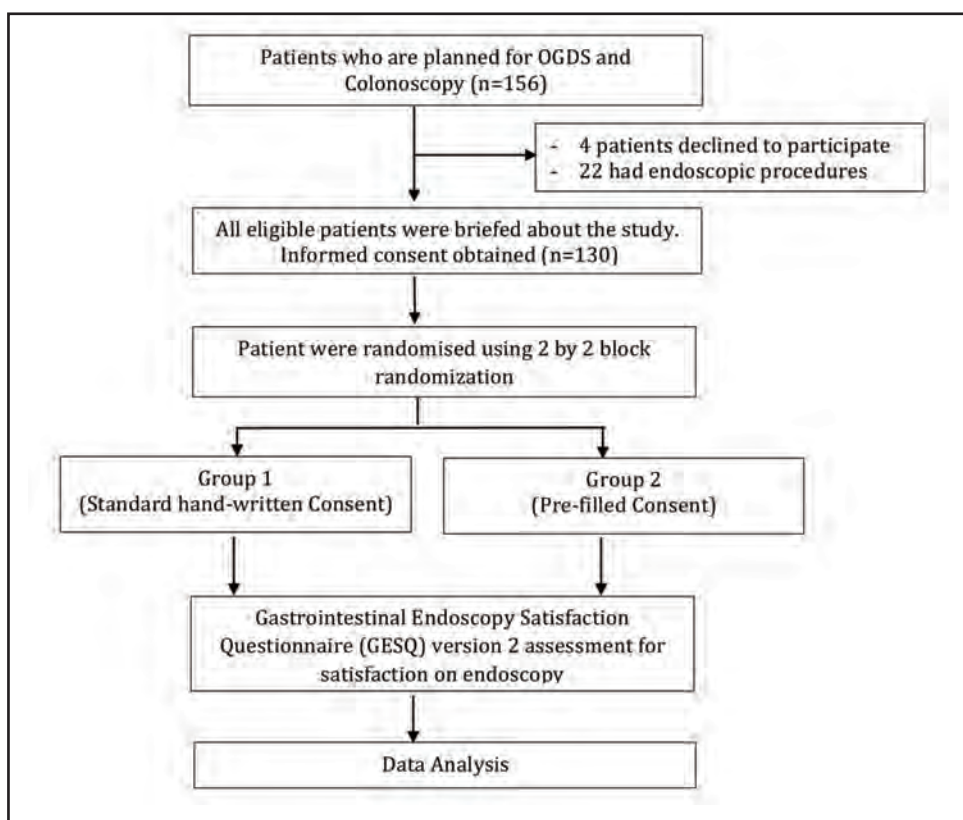 Patients who are planned for OGDS and
Colonoscopy (n=156)
- 4 patients declined to participate
- 22 had endoscopic procedures
All eligible patients were briefed about the study.
Informed consent obtained (n=130)
Patient were randomised using 2 by 2 block
randomization
Group 1
(Standard hand-written Consent)
Group 2
(Pre-filled Consent)
Gastrointestinal Endoscopy Satisfaction
Questionnaire (GESQ) version 2 assessment for
satisfaction on endoscopy
Data Analysis